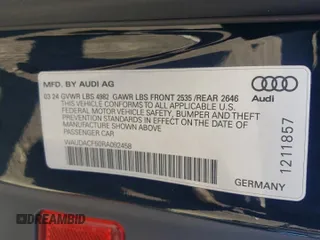 MFD. BY AUDI AG
03 24 GVWR LBS 4982 GAWR LBS FRONT 2535 /REAR 2646
THIS VEHICLE CONFORMS TO ALL APPLICABLE U.S.
FEDERAL MOTOR VEHICLE SAFETY, BUMPER AND THEFT
PREVENTION STANDARDS IN EFFECT ON THE DATE OF
MANUFACTURE SHOWN ABOVE.
PASSENGER CAR
WAUDACF50RA092458
GERMANY
Audi
1211857
DREAMBID